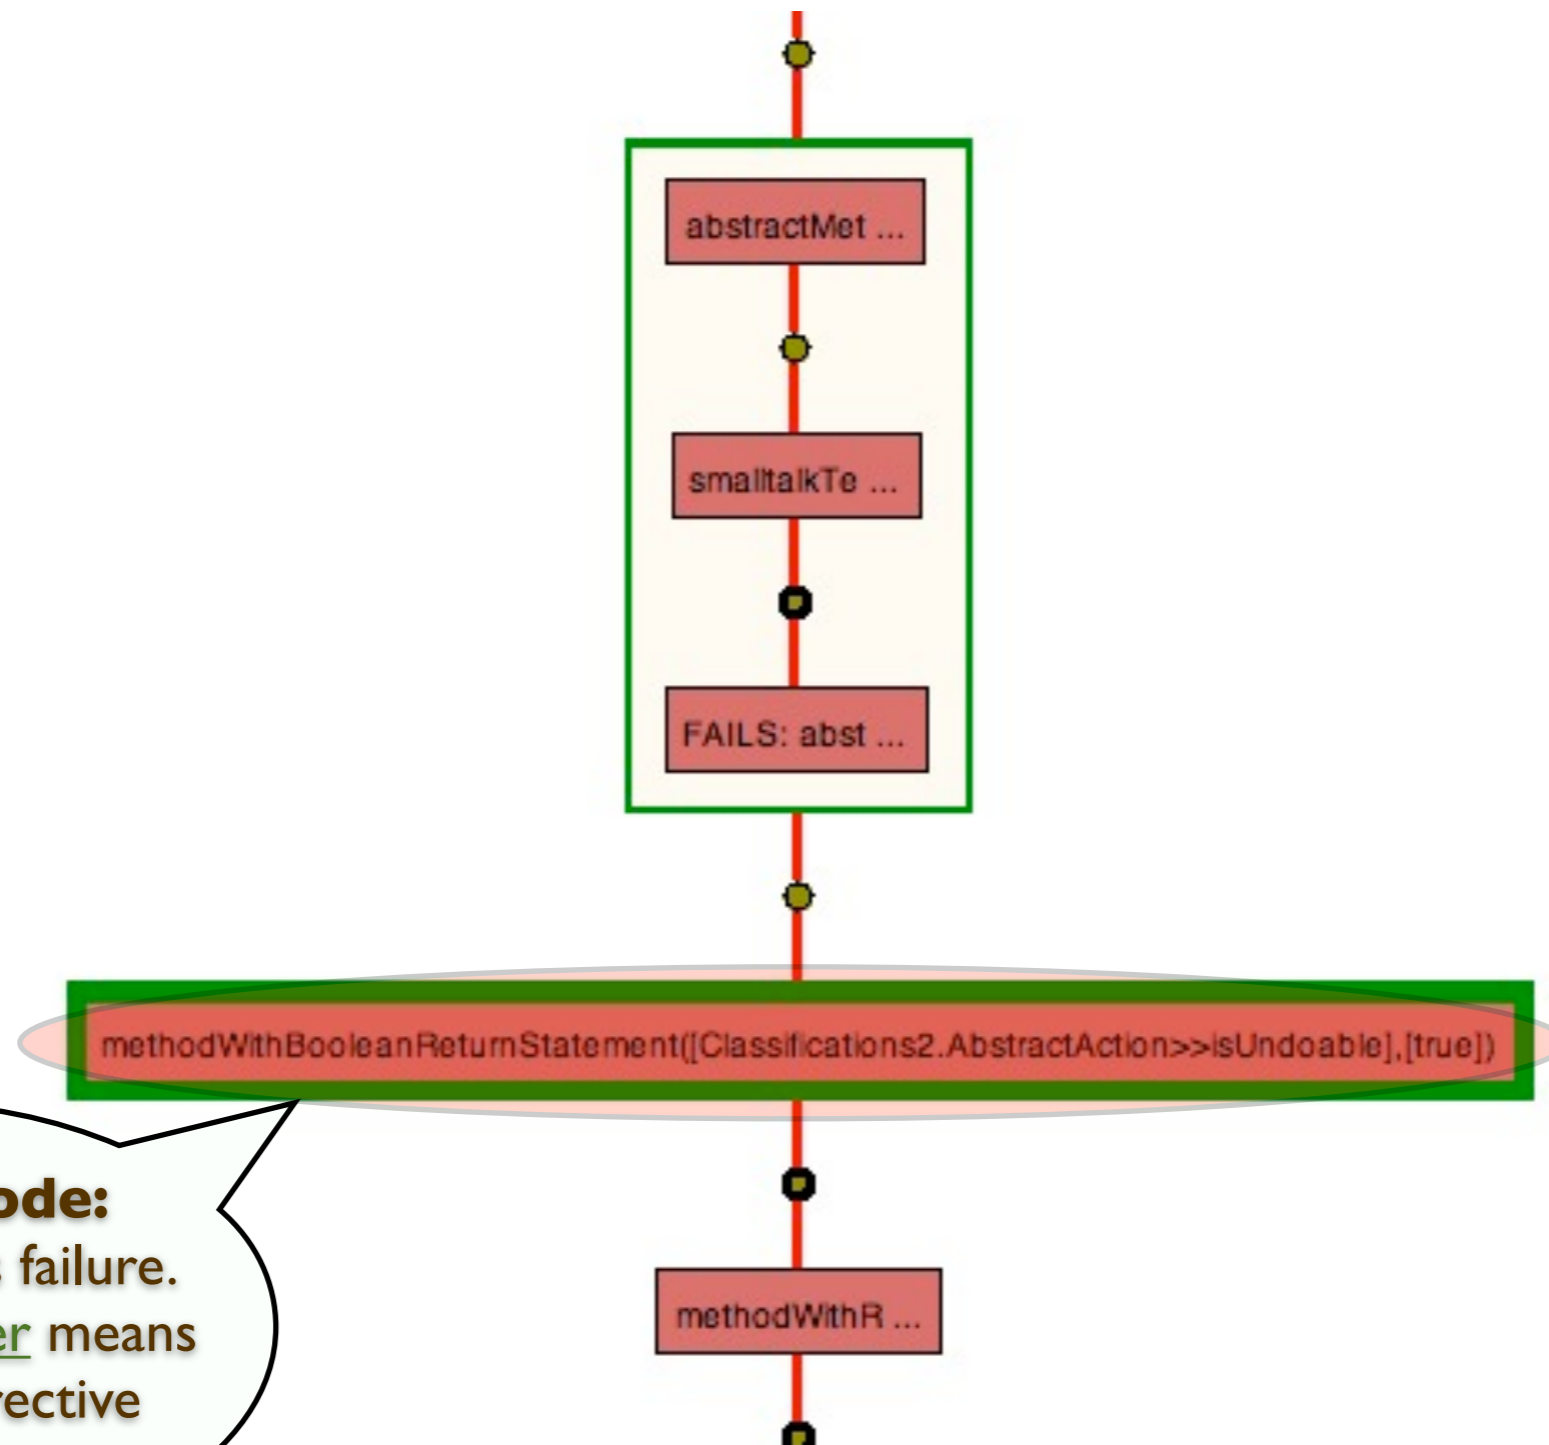 abstractMet ...
smalltalkTe ...
FAILS: abst ...
methodWithBooleanReturnStatement([Classifications2.AbstractAction>>isUndoable],[true])
ode:
s failure.
er means
rective
methodWithR ...